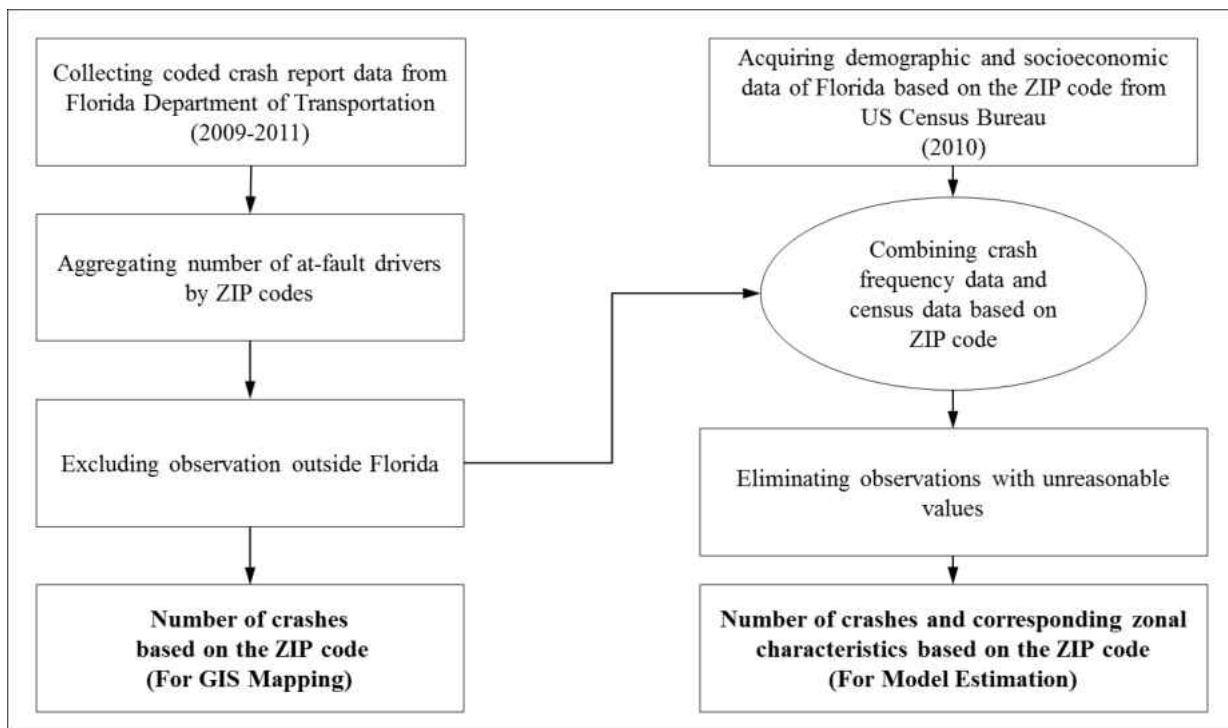 Collecting coded crash report data from
Florida Department of Transportation
(2009-2011)
Aggregating number of at-fault drivers
by ZIP codes
Excluding observation outside Florida
Number of crashes
based on the ZIP code
(For GIS Mapping)
Acquiring demographic and socioeconomic
data of Florida based on the ZIP code from
US Census Bureau
(2010)
Combining crash
frequency data and
census data based on
ZIP code
Eliminating observations with unreasonable
values
Number of crashes and corresponding zonal
characteristics based on the ZIP code
(For Model Estimation)